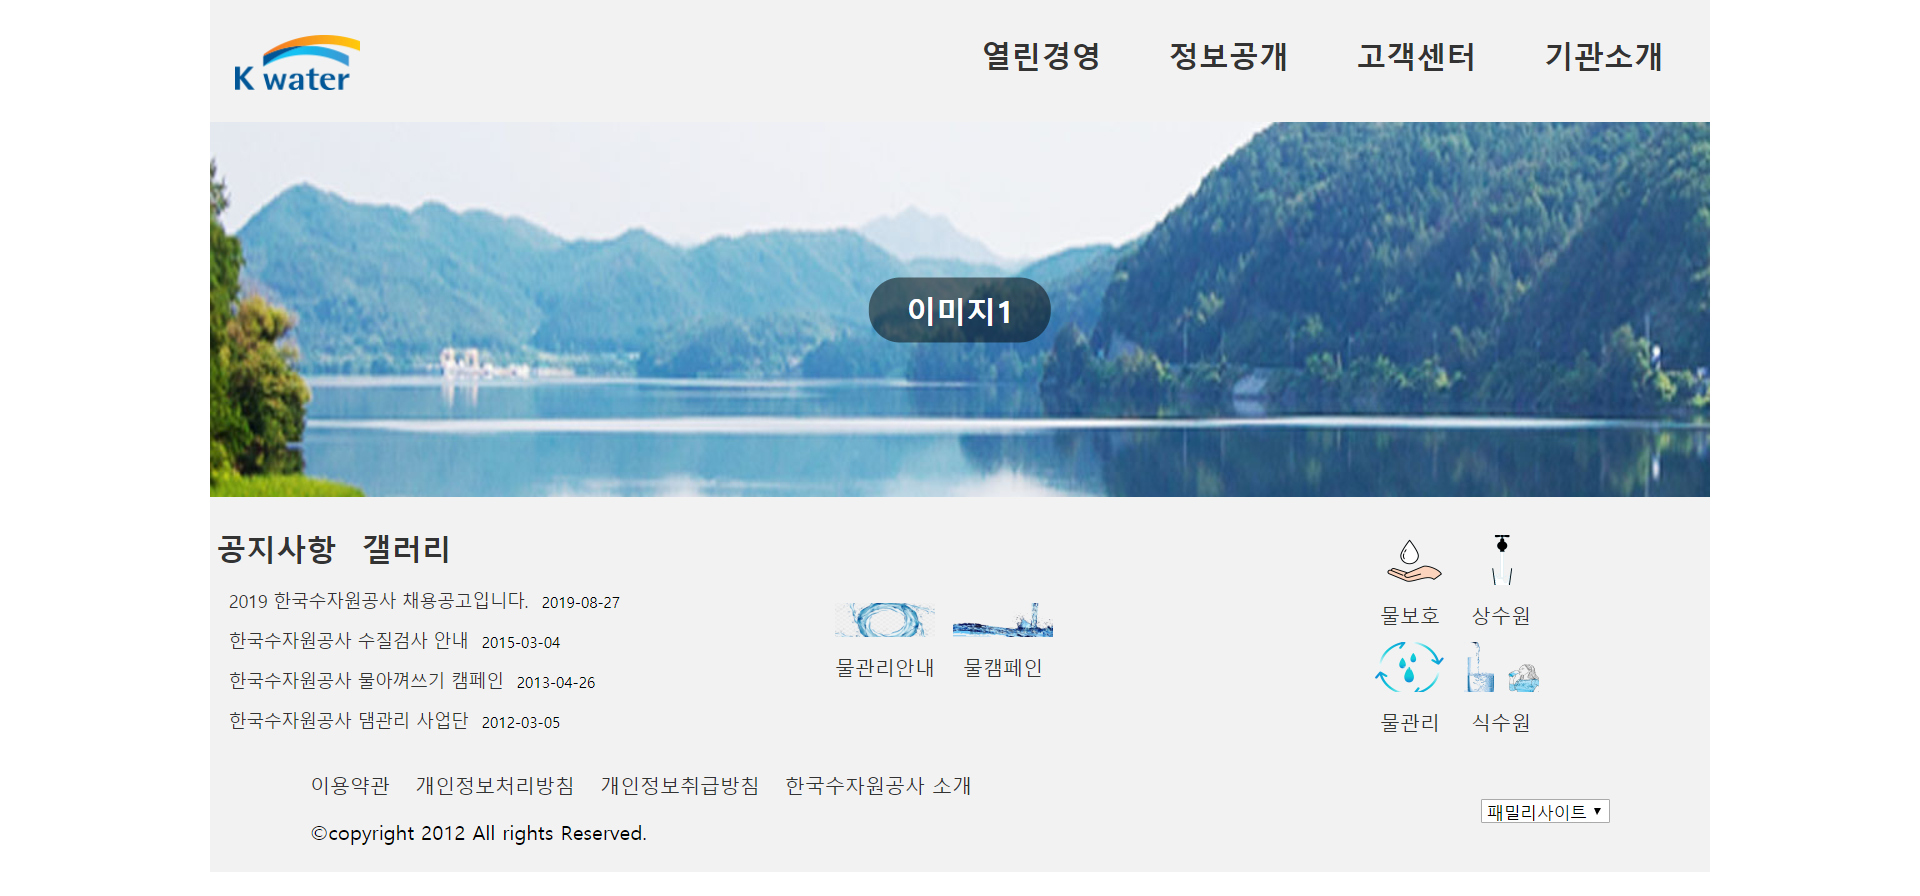 K water
열린경영 정보공개 고객센터 기관소개
이미지1
공지사항 갤러리
2019 한국수자원공사 채용공고입니다. 2019-08-27
한국수자원공사 수질검사 안내 2015-03-04
한국수자원공사 물아껴쓰기 캠페인 2013-04-26
한국수자원공사 댐관리 사업단 2012-03-05
물관리안내 물캠페인
물보호 상수원
물관리 식수원
이용약관 개인정보처리방침 개인정보취급방침 한국수자원공사 소개
©copyright 2012 All rights Reserved.
패밀리사이트